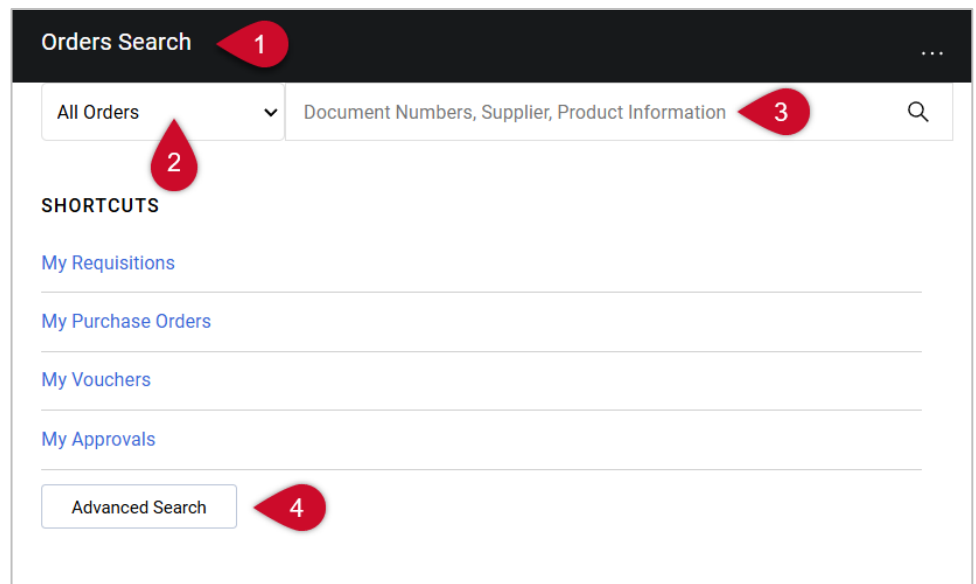 Orders Search 1 ...
All Orders Document Numbers, Supplier, Product Information 3
2
SHORTCUTS
My Requisitions
My Purchase Orders
My Vouchers
My Approvals
Advanced Search 4